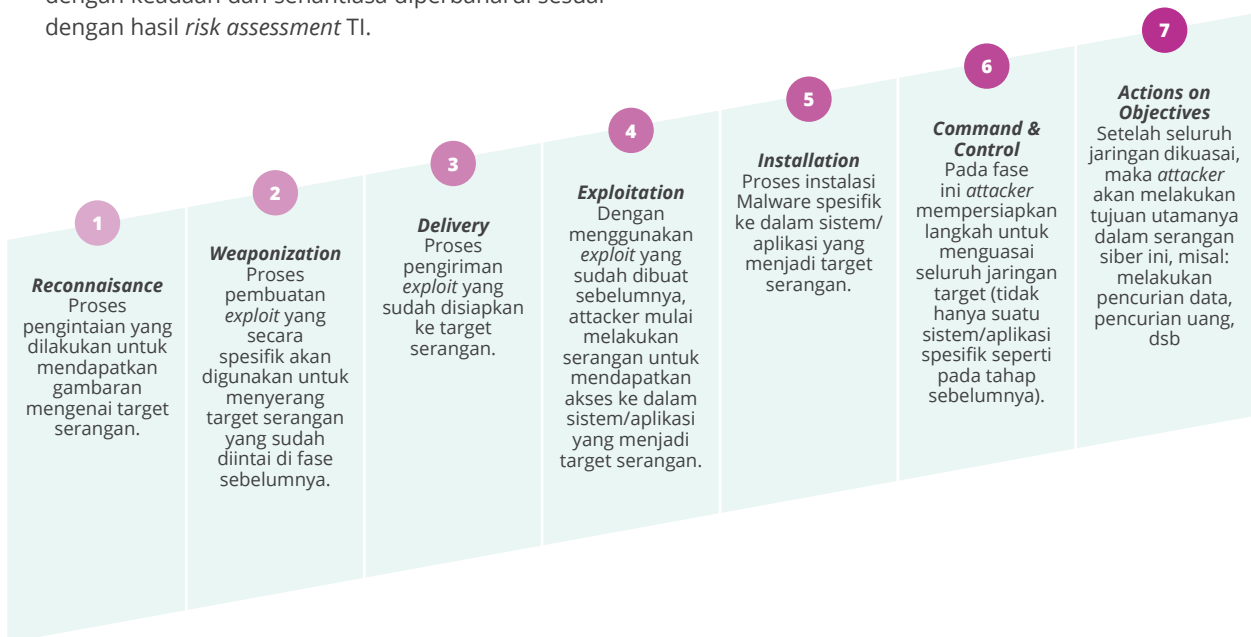 dengan hasil risk assessment TI.
1
Reconnaisance
Proses
pengintaian yang
dilakukan untuk
mendapatkan
gambaran
mengenai target
serangan.
2
Weaponization
Proses
pembuatan
exploit yang
secara
spesifik akan
digunakan untuk
menyerang
target serangan
yang sudah
diintai di fase
sebelumnya.
3
Delivery
Proses
pengiriman
exploit yang
sudah disiapkan
ke target
serangan.
4
Exploitation
Dengan
menggunakan
exploit yang
sudah dibuat
sebelumnya,
attacker mulai
melakukan
serangan untuk
mendapatkan
akses ke dalam
sistem/aplikasi
yang menjadi
target serangan.
5
Installation
Proses instalasi
Malware spesifik
ke dalam sistem/
aplikasi yang
menjadi target
serangan.
6
Command &
Control
Pada fase
ini attacker
mempersiapkan
langkah untuk
menguasai
seluruh jaringan
target (tidak
hanya suatu
sistem/aplikasi
spesifik seperti
pada tahap
sebelumnya).
7
Actions on
Objectives
Setelah seluruh
jaringan dikuasai,
maka attacker
akan melakukan
tujuan utamanya
dalam serangan
siber ini, misal:
melakukan
pencurian data,
pencurian uang,
dsb